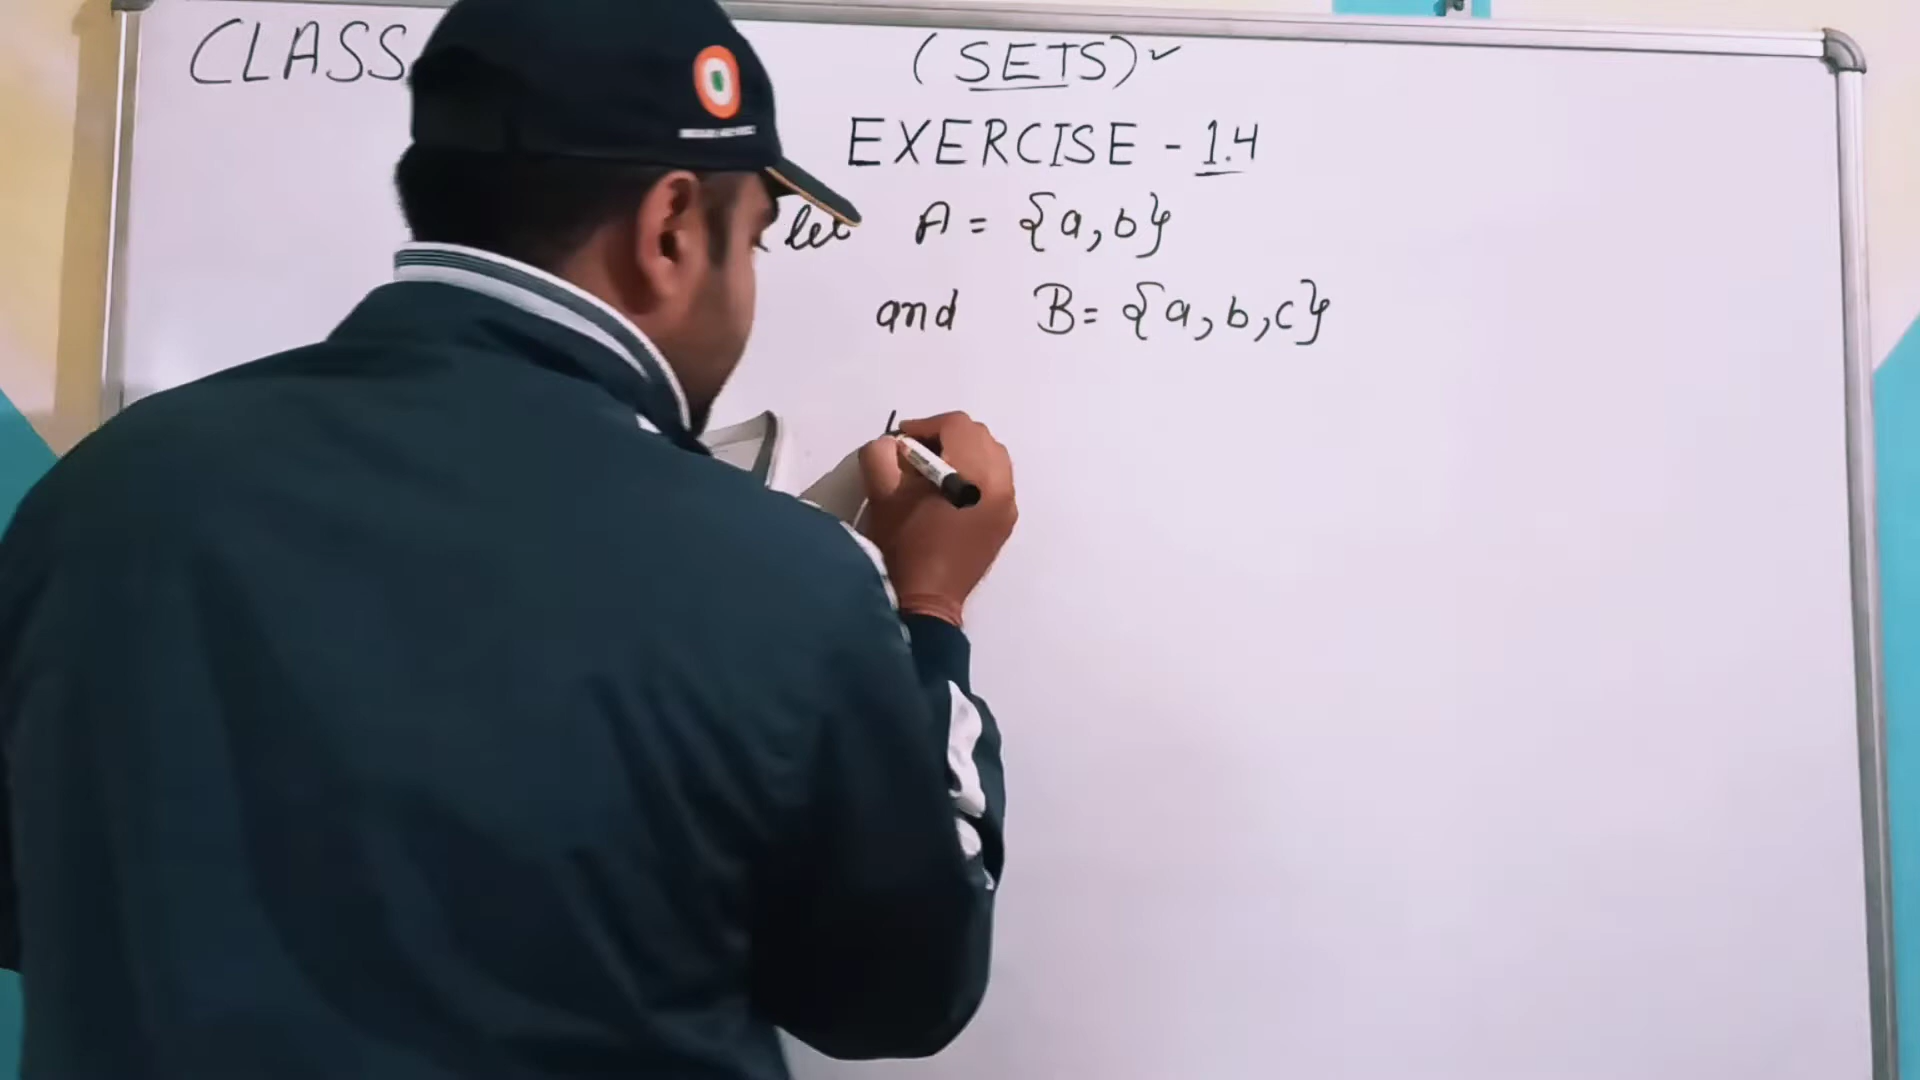 CLASS (SETS)✓
EXERCISE - 1.4
let A = {a, b}
and B = {a, b, c}